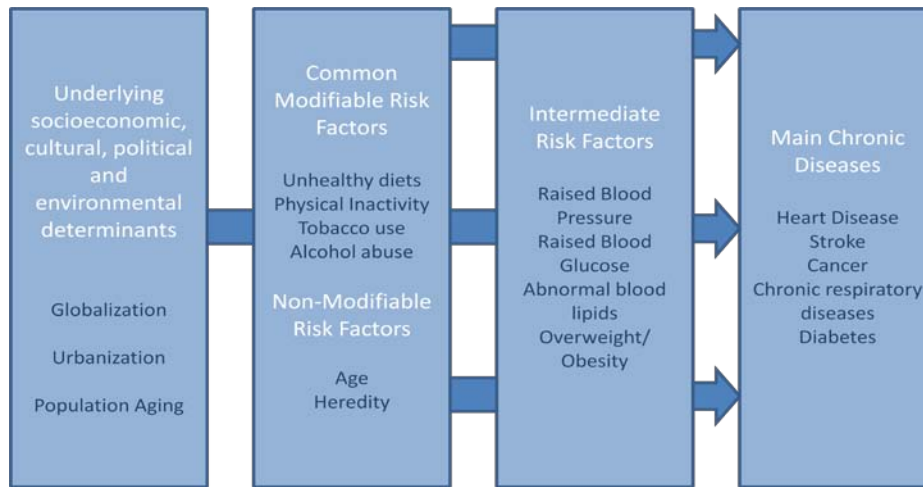 Underlying
socioeconomic,
cultural, political
and
environmental
determinants
Globalization
Urbanization
Population Aging
Common
Modifiable Risk
Factors
Unhealthy diets
Physical Inactivity
Tobacco use
Alcohol abuse
Non-Modifiable
Risk Factors
Age
Heredity
Intermediate
Risk Factors
Raised Blood
Pressure
Raised Blood
Glucose
Abnormal blood
lipids
Overweight/
Obesity
Main Chronic
Diseases
Heart Disease
Stroke
Cancer
Chronic respiratory
diseases
Diabetes